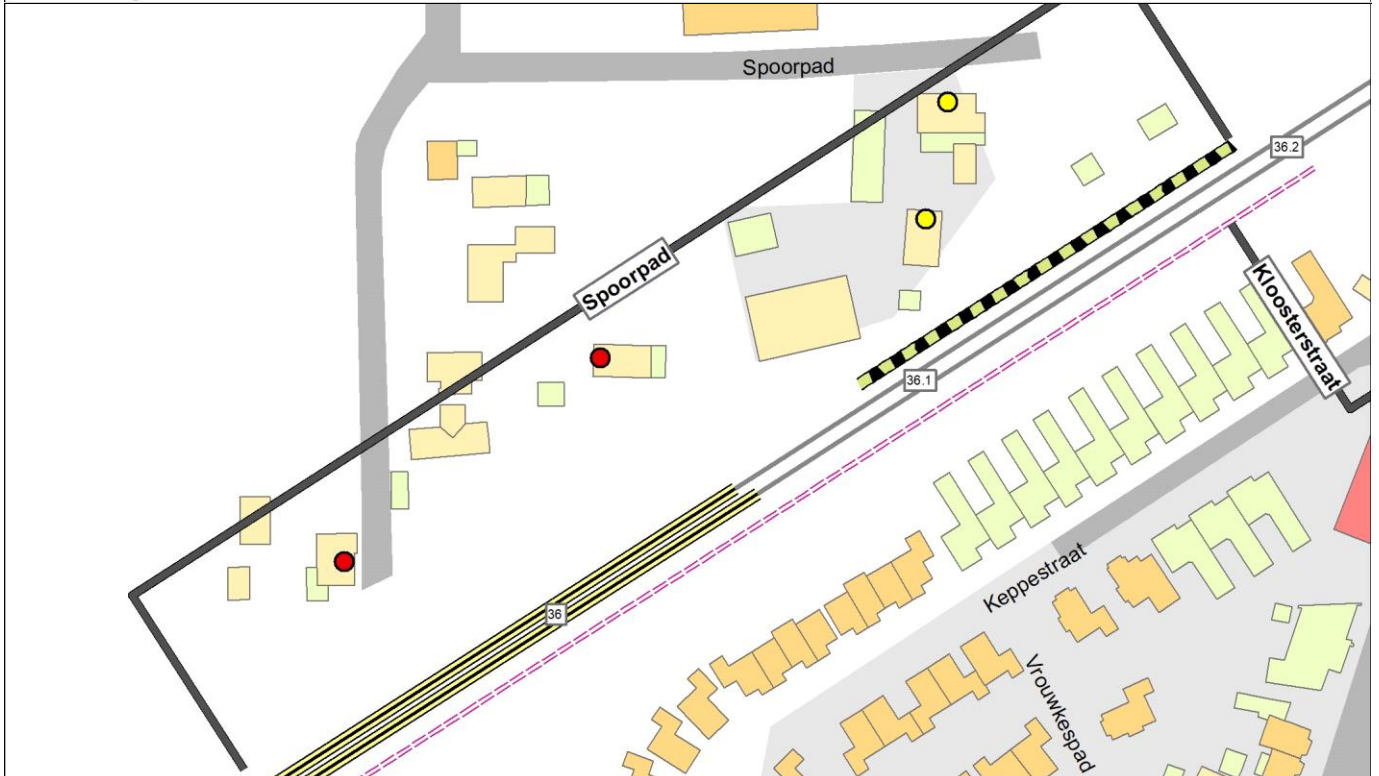 Spoorpad
36.2
Spoorpad
Kloosterstraat
36.1
Keppestraat
36
Vrouwkespad